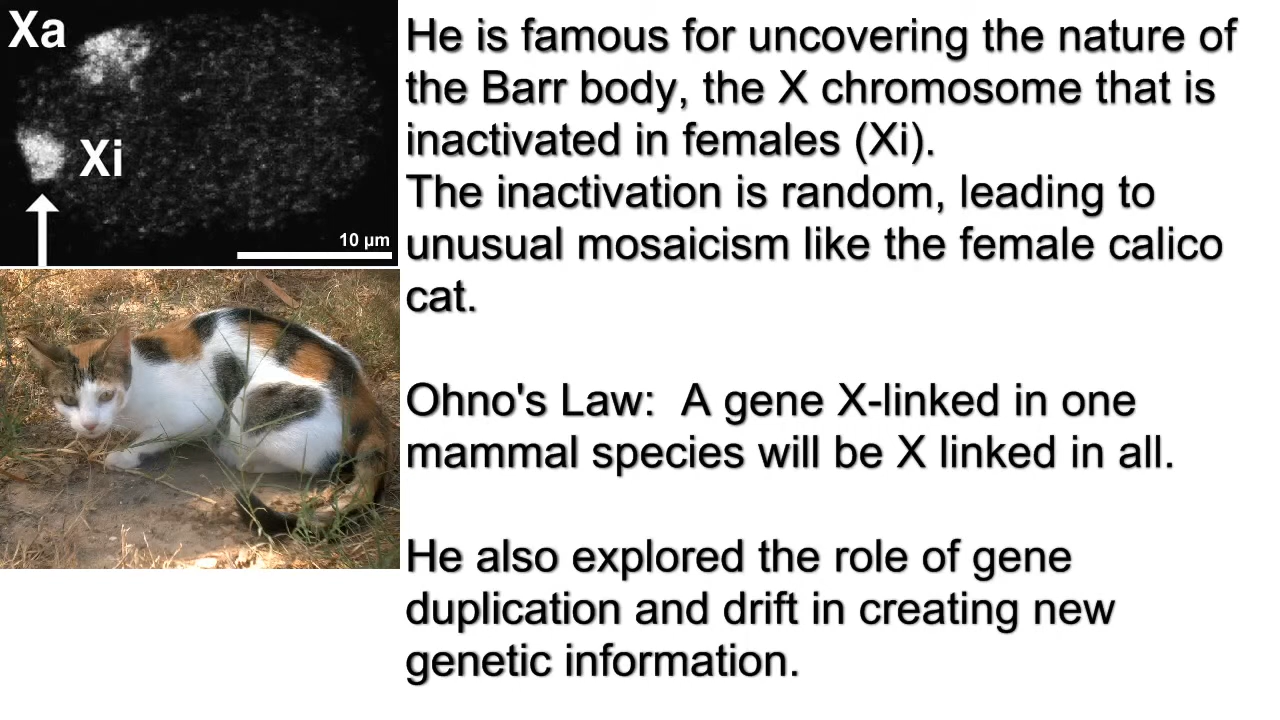 Xa
Xi
10 µm
He is famous for uncovering the nature of
the Barr body, the X chromosome that is
inactivated in females (Xi).
The inactivation is random, leading to
unusual mosaicism like the female calico
cat.
Ohno's Law:  A gene X-linked in one
mammal species will be X linked in all.
He also explored the role of gene
duplication and drift in creating new
genetic information.